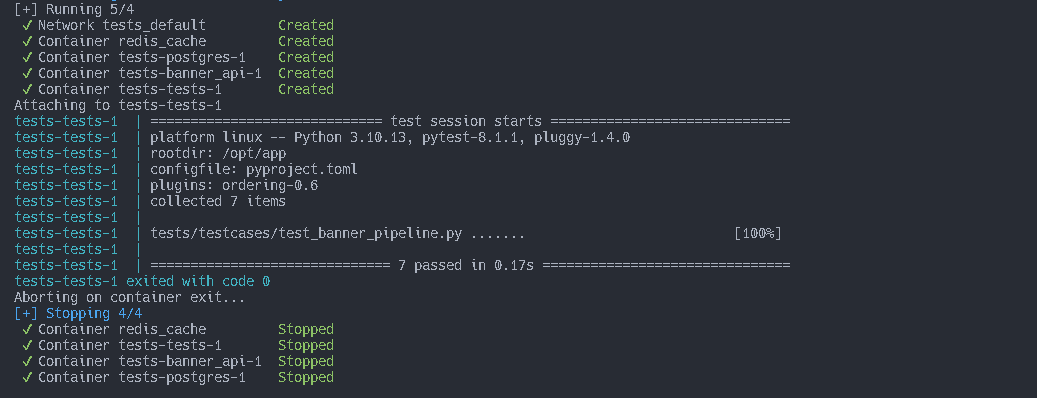 [+] Running 5/4
✓ Network tests_default Created
✓ Container redis_cache Created
✓ Container tests-postgres-1 Created
✓ Container tests-banner_api-1 Created
✓ Container tests-tests-1 Created
Attaching to tests-tests-1
tests-tests-1 | ============================= test session starts ==============================
tests-tests-1 | platform linux -- Python 3.10.13, pytest-8.1.1, pluggy-1.4.0
tests-tests-1 | rootdir: /opt/app
tests-tests-1 | configfile: pyproject.toml
tests-tests-1 | plugins: ordering-0.6
tests-tests-1 | collected 7 items
tests-tests-1 |
tests-tests-1 | tests/testcases/test_banner_pipeline.py ....... [100%]
tests-tests-1 |
tests-tests-1 | ============================== 7 passed in 0.17s ===============================
tests-tests-1 exited with code 0
Aborting on container exit...
[+] Stopping 4/4
✓ Container redis_cache Stopped
✓ Container tests-tests-1 Stopped
✓ Container tests-banner_api-1 Stopped
✓ Container tests-postgres-1 Stopped